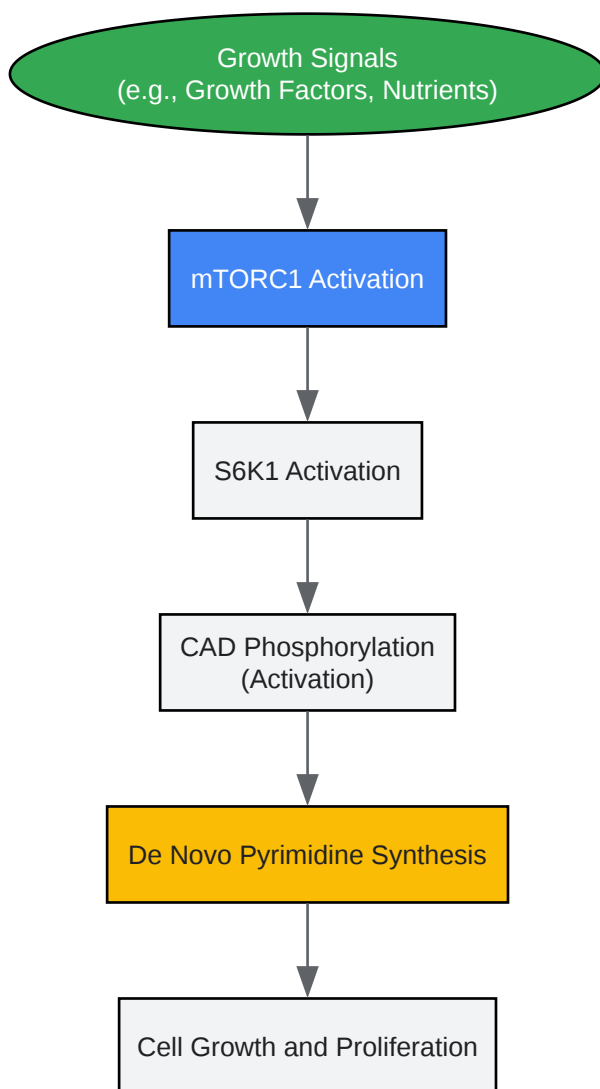 Growth Signals
(e.g., Growth Factors, Nutrients)
mTORC1 Activation
S6K1 Activation
CAD Phosphorylation
(Activation)
De Novo Pyrimidine Synthesis
Cell Growth and Proliferation